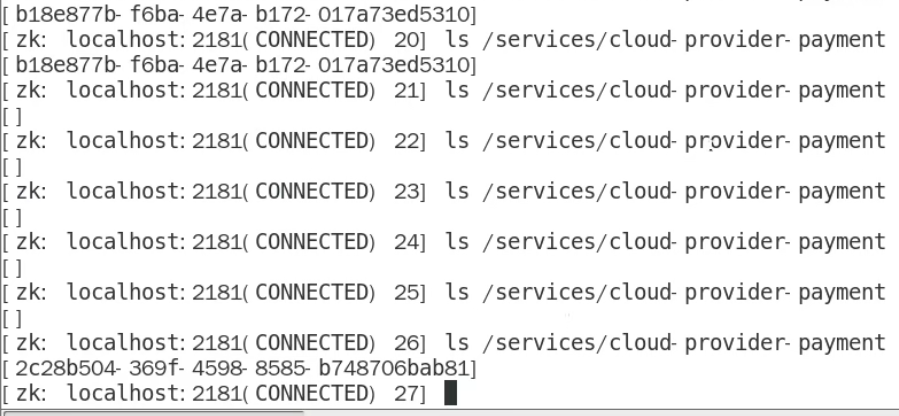 [b18e877b-f6ba-4e7a-b172-017a73ed5310]
[zk: localhost:2181(CONNECTED) 20] ls /services/cloud-provider-payment
[b18e877b-f6ba-4e7a-b172-017a73ed5310]
[zk: localhost:2181(CONNECTED) 21] ls /services/cloud-provider-payment
[]
[zk: localhost:2181(CONNECTED) 22] ls /services/cloud-provider-payment
[]
[zk: localhost:2181(CONNECTED) 23] ls /services/cloud-provider-payment
[]
[zk: localhost:2181(CONNECTED) 24] ls /services/cloud-provider-payment
[]
[zk: localhost:2181(CONNECTED) 25] ls /services/cloud-provider-payment
[]
[zk: localhost:2181(CONNECTED) 26] ls /services/cloud-provider-payment
[2c28b504-369f-4598-8585-b748706bab81]
[zk: localhost:2181(CONNECTED) 27]